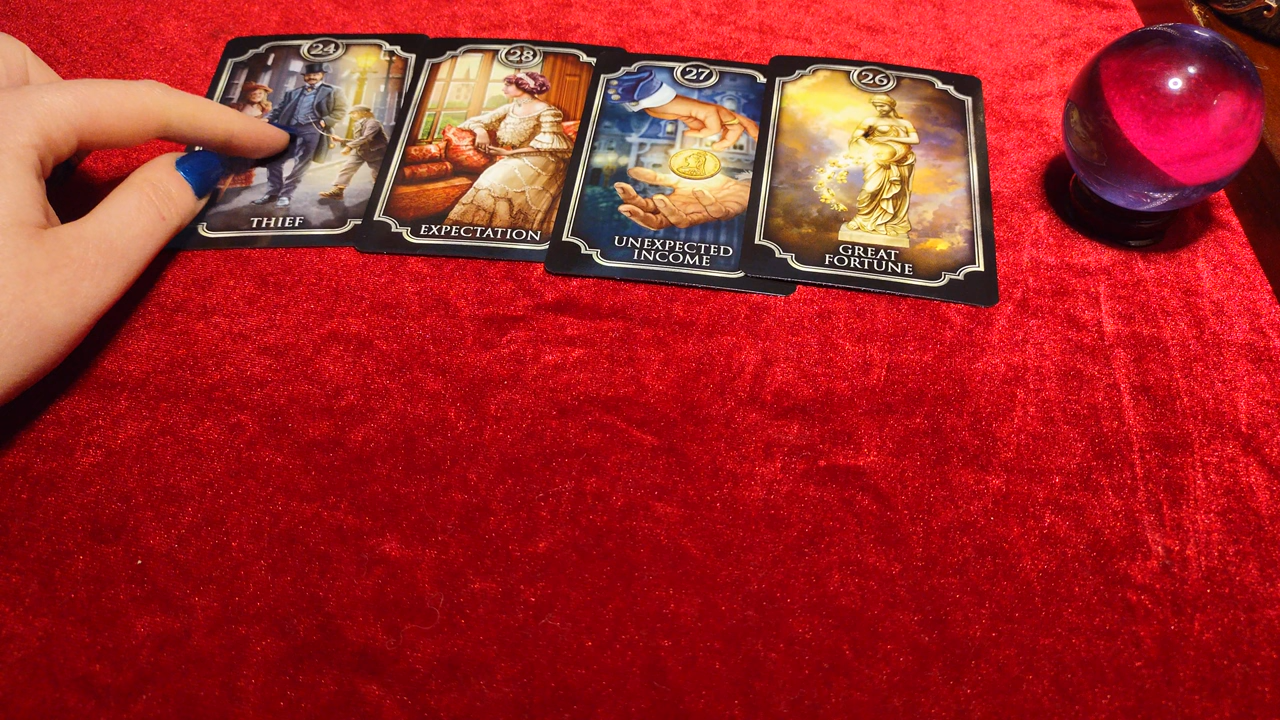 24
THIEF
28
EXPECTATION
27
UNEXPECTED
INCOME
26
GREAT
FORTUNE